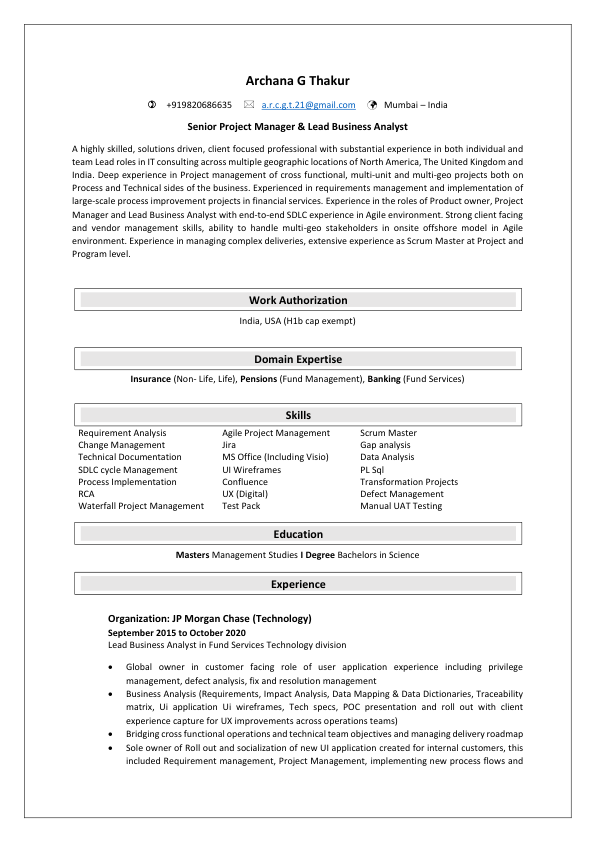 Archana G Thakur
+919820686635 a.r.c.g.t.21@gmail.com Mumbai – India
Senior Project Manager & Lead Business Analyst
A highly skilled, solutions driven, client focused professional with substantial experience in both individual and
team Lead roles in IT consulting across multiple geographic locations of North America, The United Kingdom and
India. Deep experience in Project management of cross functional, multi-unit and multi-geo projects both on
Process and Technical sides of the business. Experienced in requirements management and implementation of
large-scale process improvement projects in financial services. Experience in the roles of Product owner, Project
Manager and Lead Business Analyst with end-to-end SDLC experience in Agile environment. Strong client facing
and vendor management skills, ability to handle multi-geo stakeholders in onsite offshore model in Agile
environment. Experience in managing complex deliveries, extensive experience as Scrum Master at Project and
Program level.
Work Authorization
India, USA (H1b cap exempt)
Domain Expertise
Insurance (Non- Life, Life), Pensions (Fund Management), Banking (Fund Services)
Skills
Requirement Analysis Agile Project Management Scrum Master
Change Management Jira Gap analysis
Technical Documentation MS Office (Including Visio) Data Analysis
SDLC cycle Management UI Wireframes PL Sql
Process Implementation Confluence Transformation Projects
RCA UX (Digital) Defect Management
Waterfall Project Management Test Pack Manual UAT Testing
Education
Masters Management Studies I Degree Bachelors in Science
Experience
Organization: JP Morgan Chase (Technology)
September 2015 to October 2020
Lead Business Analyst in Fund Services Technology division
• Global owner in customer facing role of user application experience including privilege
management, defect analysis, fix and resolution management
• Business Analysis (Requirements, Impact Analysis, Data Mapping & Data Dictionaries, Traceability
matrix, Ui application Ui wireframes, Tech specs, POC presentation and roll out with client
experience capture for UX improvements across operations teams)
• Bridging cross functional operations and technical team objectives and managing delivery roadmap
• Sole owner of Roll out and socialization of new UI application created for internal customers, this
included Requirement management, Project Management, implementing new process flows and